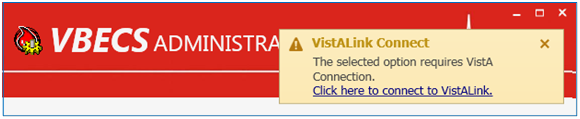 VBECS ADMINISTRA
VistALink Connect
The selected option requires VistA
Connection.
Click here to connect to VistALink.